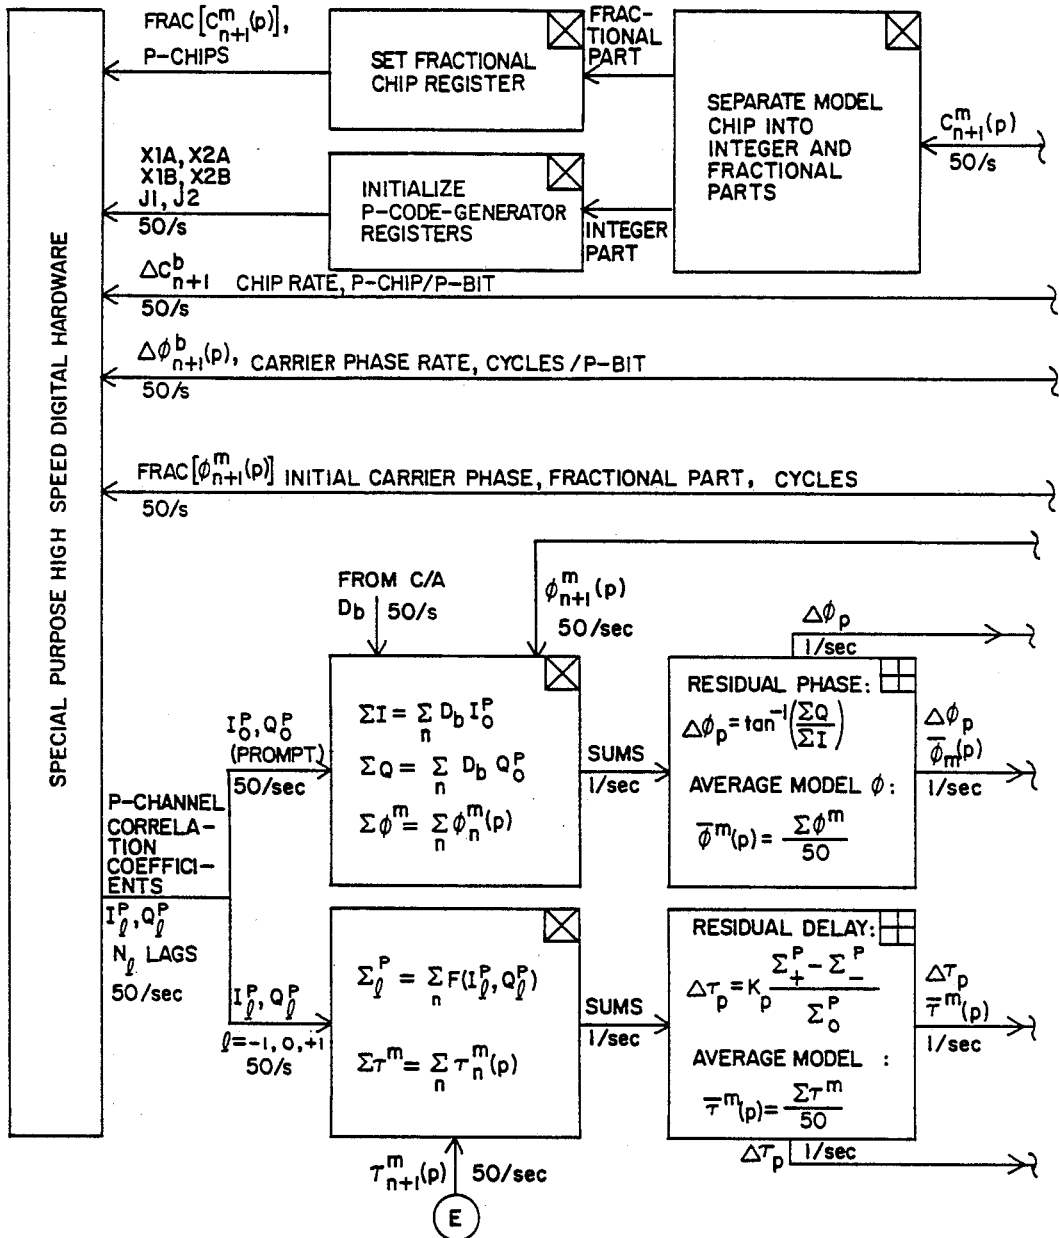 SPECIAL PURPOSE HIGH SPEED DIGITAL HARDWARE
FRAC[C^m_{n+1}(p)],
P-CHIPS
SET FRACTIONAL
CHIP REGISTER
FRAC-
TIONAL
PART
SEPARATE MODEL
CHIP INTO
INTEGER AND
FRACTIONAL
PARTS
C^m_{n+1}(p)
50/s
X1A, X2A
X1B, X2B
J1, J2
50/s
INITIALIZE
P-CODE-GENERATOR
REGISTERS
INTEGER
PART
ΔC^b_{n+1} CHIP RATE, P-CHIP/P-BIT
50/s
Δϕ^b_{n+1}(p), CARRIER PHASE RATE, CYCLES/P-BIT
50/s
FRAC[ϕ^m_{n+1}(p)] INITIAL CARRIER PHASE, FRACTIONAL PART, CYCLES
50/s
FROM C/A
D_b 50/s
ϕ^m_{n+1}(p)
50/sec
Δϕ_p
1/sec
I^P_0, Q^P_0
(PROMPT)
50/sec
ΣI = Σ_n D_b I^P_0
ΣQ = Σ_n D_b Q^P_0
Σϕ^m = Σ_n ϕ^m_n(p)
SUMS
1/sec
RESIDUAL PHASE:
Δϕ_p = tan^{-1}(ΣQ/ΣI)
AVERAGE MODEL ϕ:
ϕ̅^m(p) = Σϕ^m/50
Δϕ_p
ϕ̅_m(p)
1/sec
P-CHANNEL
CORRELA-
TION
COEFFICI-
ENTS
I^P_ℓ, Q^P_ℓ
N_ℓ LAGS
50/sec
I^P_ℓ, Q^P_ℓ
ℓ=-1, 0, +1
50/s
Σ^P_ℓ = Σ_n F(I^P_ℓ, Q^P_ℓ)
Στ^m = Σ_n τ^m_n(p)
SUMS
1/sec
RESIDUAL DELAY:
Δτ_p = K_p (Σ^P_+ − Σ^P_−)/Σ^P_0
AVERAGE MODEL :
τ̅^m(p) = Στ^m/50
Δτ_p
τ̅^m(p)
1/sec
Δτ_p 1/sec
τ^m_{n+1}(p) 50/sec
E